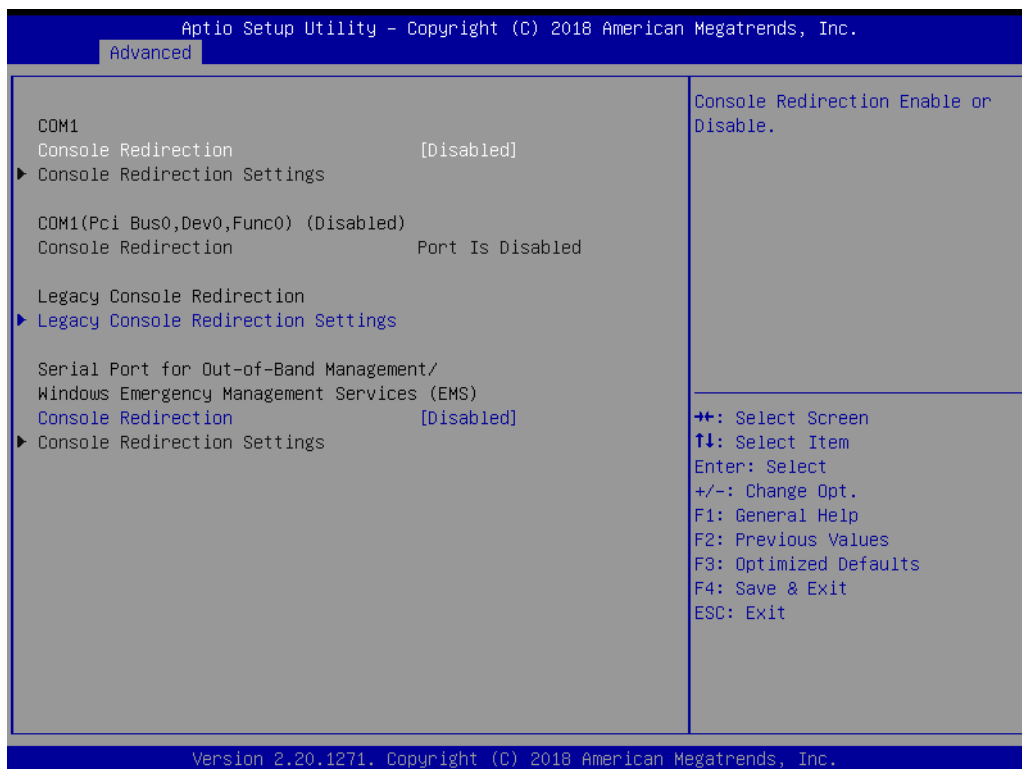 Aptio Setup Utility – Copyright (C) 2018 American Megatrends, Inc.
Advanced
COM1
Console Redirection [Disabled]
▶ Console Redirection Settings
COM1(Pci Bus0,Dev0,Func0) (Disabled)
Console Redirection Port Is Disabled
Legacy Console Redirection
▶ Legacy Console Redirection Settings
Serial Port for Out-of-Band Management/
Windows Emergency Management Services (EMS)
Console Redirection [Disabled]
▶ Console Redirection Settings
Console Redirection Enable or
Disable.
→←: Select Screen
↑↓: Select Item
Enter: Select
+/-: Change Opt.
F1: General Help
F2: Previous Values
F3: Optimized Defaults
F4: Save & Exit
ESC: Exit
Version 2.20.1271. Copyright (C) 2018 American Megatrends, Inc.